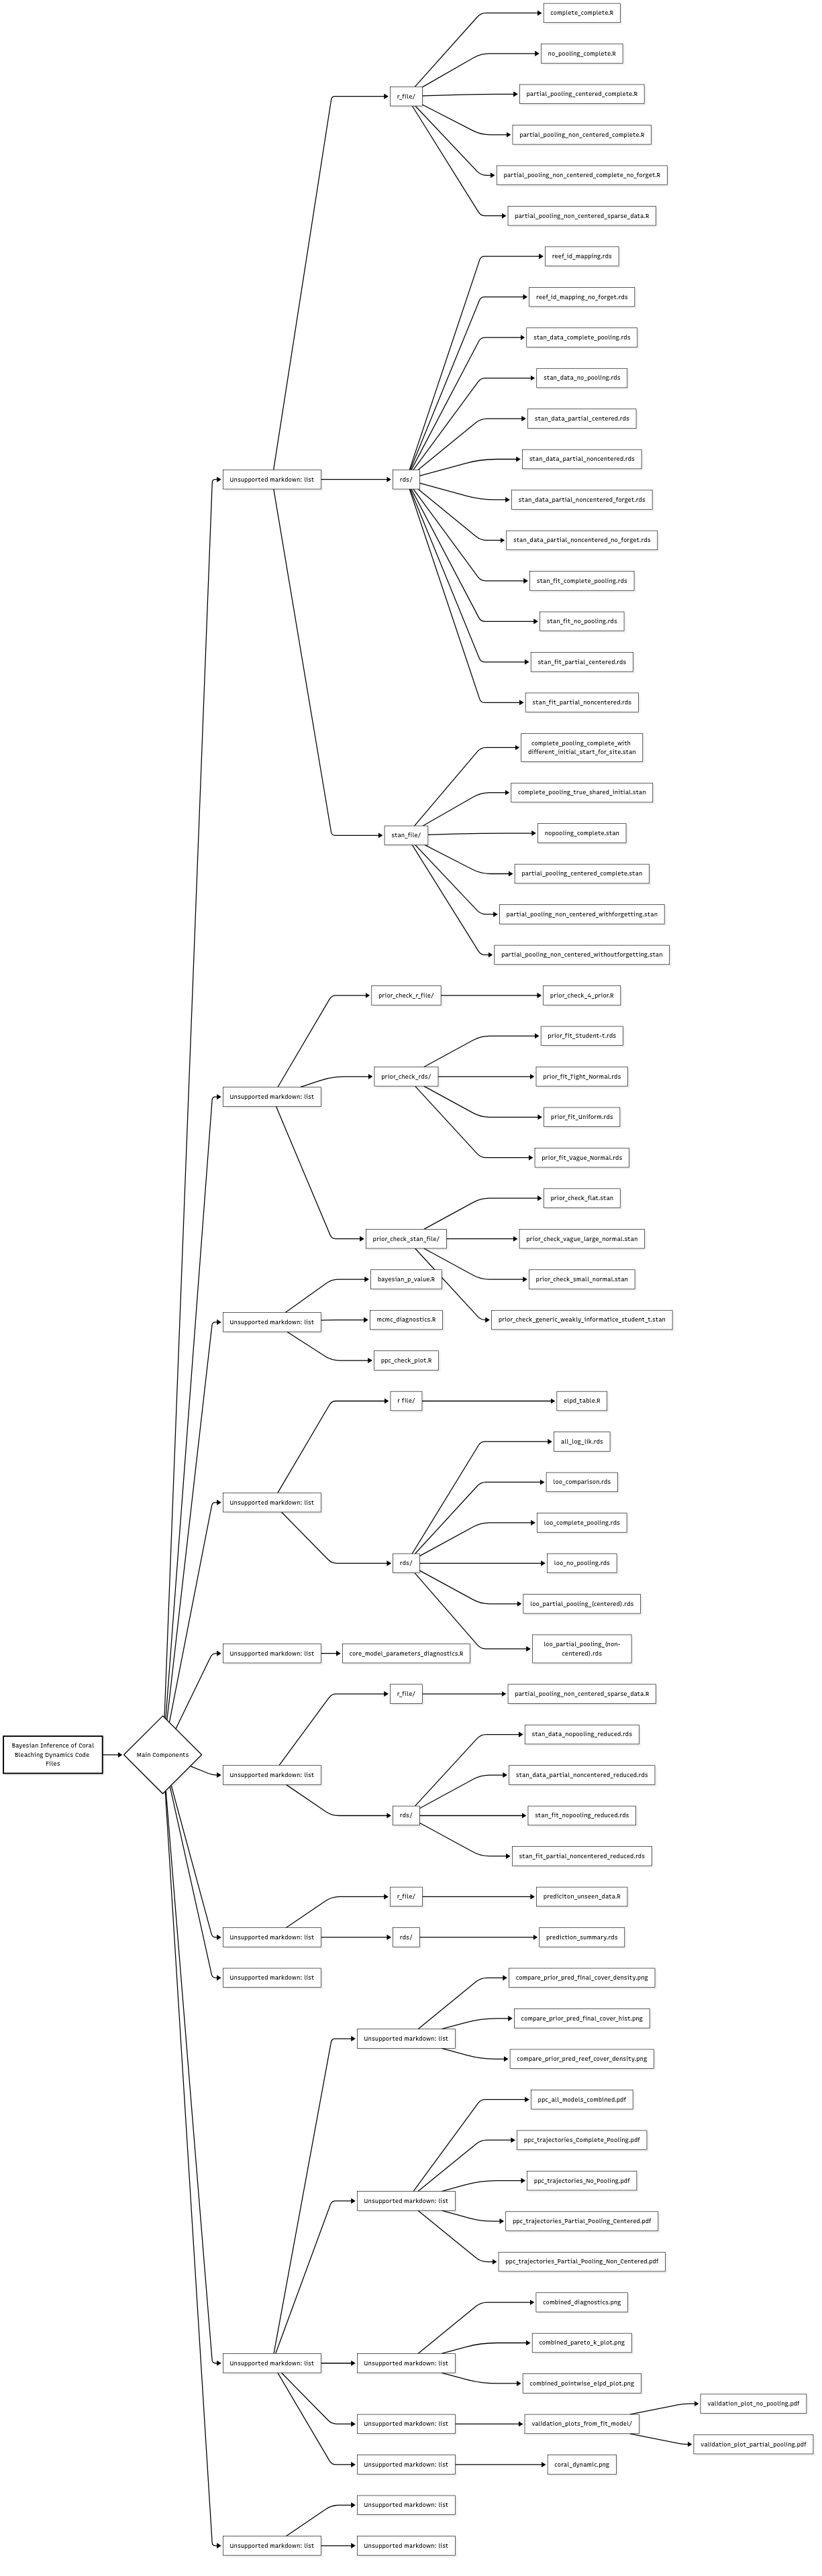 complete_complete.R
no_pooling_complete.R
partial_pooling_centered_complete.R
r_file/
partial_pooling_non_centered_complete.R
partial_pooling_non_centered_complete_no_forget.R
partial_pooling_non_centered_sparse_data.R
reef_id_mapping.rds
reef_id_mapping_no_forget.rds
stan_data_complete_pooling.rds
stan_data_no_pooling.rds
stan_data_partial_centered.rds
stan_data_partial_noncentered.rds
Unsupported markdown: list
rds/
stan_data_partial_noncentered_forget.rds
stan_data_partial_noncentered_no_forget.rds
stan_fit_complete_pooling.rds
stan_fit_no_pooling.rds
stan_fit_partial_centered.rds
stan_fit_partial_noncentered.rds
complete_pooling_complete_with
different_initial_start_for_site.stan
complete_pooling_true_shared_initial.stan
stan_file/
nopooling_complete.stan
partial_pooling_centered_complete.stan
partial_pooling_non_centered_withforgetting.stan
partial_pooling_non_centered_withoutforgetting.stan
prior_check_r_file/
prior_check_4_prior.R
prior_fit_Student-t.rds
prior_check_rds/
prior_fit_Tight_Normal.rds
Unsupported markdown: list
prior_fit_Uniform.rds
prior_fit_Vague_Normal.rds
prior_check_flat.stan
prior_check_stan_file/
prior_check_vague_large_normal.stan
bayesian_p_value.R
prior_check_small_normal.stan
Unsupported markdown: list
mcmc_diagnostics.R
prior_check_generic_weakly_informatice_student_t.stan
ppc_check_plot.R
r file/
elpd_table.R
all_log_lik.rds
loo_comparison.rds
Unsupported markdown: list
loo_complete_pooling.rds
rds/
loo_no_pooling.rds
loo_partial_pooling_(centered).rds
loo_partial_pooling_(non-
centered).rds
Unsupported markdown: list
core_model_parameters_diagnostics.R
r_file/
partial_pooling_non_centered_sparse_data.R
stan_data_nopooling_reduced.rds
Bayesian Inference of Coral
Bleaching Dynamics Code
Files
Main Components
Unsupported markdown: list
stan_data_partial_noncentered_reduced.rds
rds/
stan_fit_nopooling_reduced.rds
stan_fit_partial_noncentered_reduced.rds
r_file/
prediciton_unseen_data.R
Unsupported markdown: list
rds/
prediction_summary.rds
Unsupported markdown: list
compare_prior_pred_final_cover_density.png
compare_prior_pred_final_cover_hist.png
Unsupported markdown: list
compare_prior_pred_reef_cover_density.png
ppc_all_models_combined.pdf
ppc_trajectories_Complete_Pooling.pdf
ppc_trajectories_No_Pooling.pdf
Unsupported markdown: list
ppc_trajectories_Partial_Pooling_Centered.pdf
ppc_trajectories_Partial_Pooling_Non_Centered.pdf
combined_diagnostics.png
combined_pareto_k_plot.png
Unsupported markdown: list
Unsupported markdown: list
combined_pointwise_elpd_plot.png
validation_plot_no_pooling.pdf
Unsupported markdown: list
validation_plots_from_fit_model/
validation_plot_partial_pooling.pdf
Unsupported markdown: list
coral_dynamic.png
Unsupported markdown: list
Unsupported markdown: list
Unsupported markdown: list